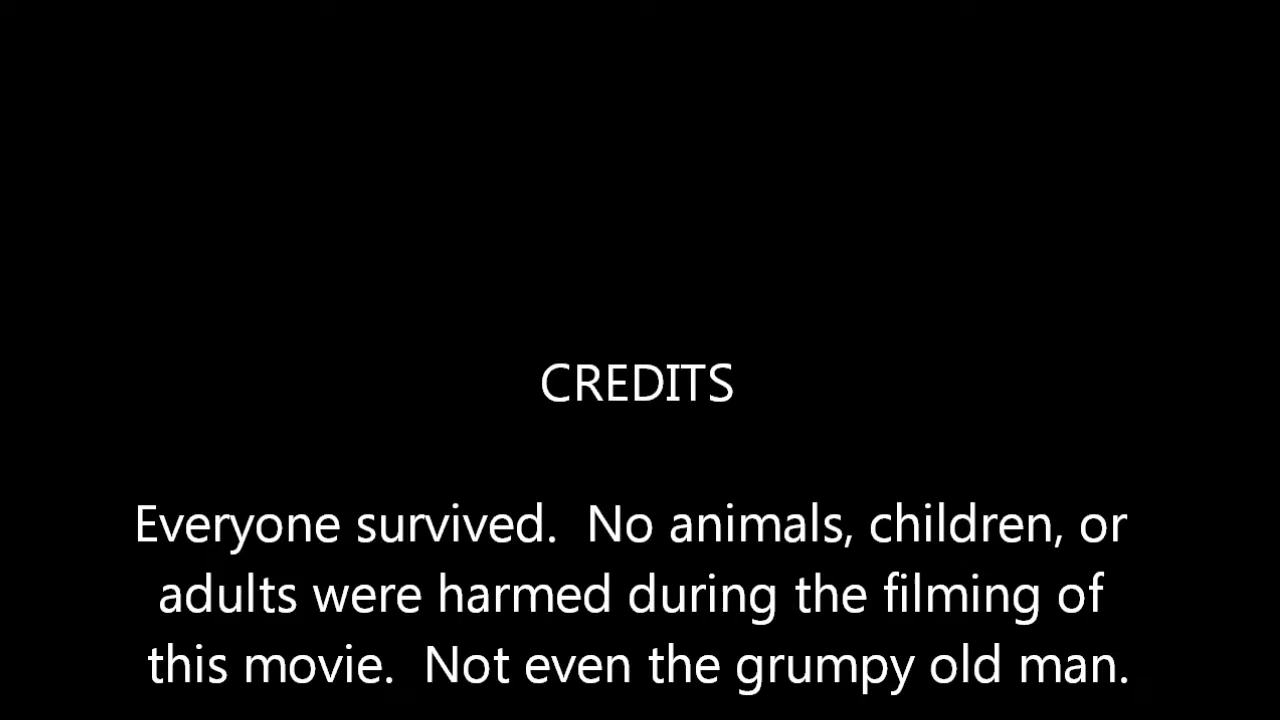 CREDITS
Everyone survived.  No animals, children, or
adults were harmed during the filming of
this movie.  Not even the grumpy old man.